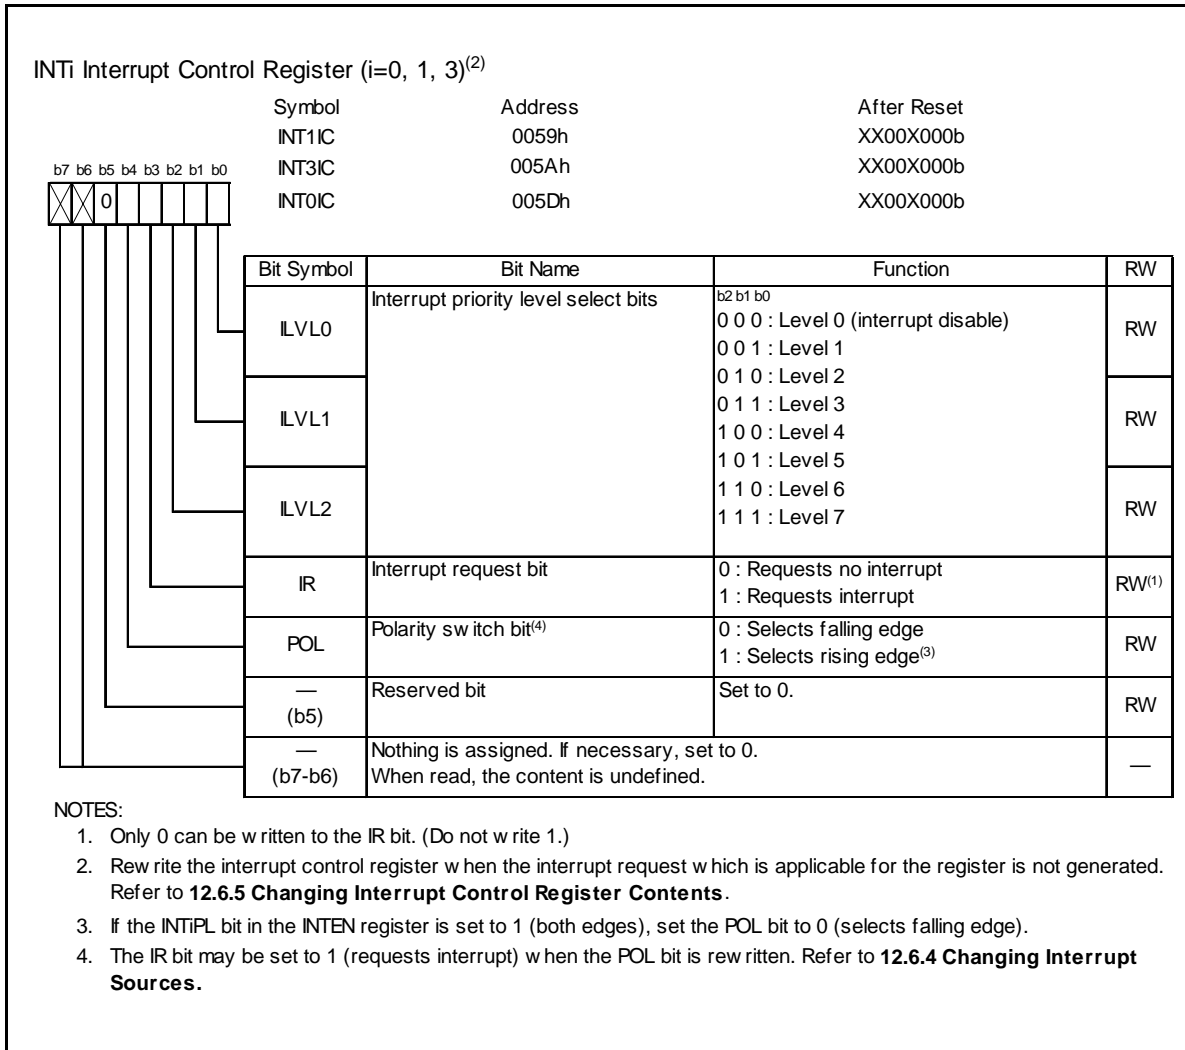 INTi Interrupt Control Register (i=0, 1, 3)(2)
Symbol Address After Reset
INT1IC 0059h XX00X000b
INT3IC 005Ah XX00X000b
INT0IC 005Dh XX00X000b
b7 b6 b5 b4 b3 b2 b1 b0
0
Bit Symbol Bit Name Function RW
ILVL0 Interrupt priority level select bits b2 b1 b0
0 0 0 : Level 0 (interrupt disable) RW
0 0 1 : Level 1
0 1 0 : Level 2
ILVL1 0 1 1 : Level 3 RW
1 0 0 : Level 4
1 0 1 : Level 5
ILVL2 1 1 0 : Level 6 RW
1 1 1 : Level 7
IR Interrupt request bit 0 : Requests no interrupt RW(1)
1 : Requests interrupt
POL Polarity switch bit(4) 0 : Selects falling edge RW
1 : Selects rising edge(3)
— (b5) Reserved bit Set to 0. RW
— (b7-b6) Nothing is assigned. If necessary, set to 0. —
When read, the content is undefined.
NOTES:
1. Only 0 can be written to the IR bit. (Do not write 1.)
2. Rewrite the interrupt control register when the interrupt request which is applicable for the register is not generated.
Refer to 12.6.5 Changing Interrupt Control Register Contents.
3. If the INTiPL bit in the INTEN register is set to 1 (both edges), set the POL bit to 0 (selects falling edge).
4. The IR bit may be set to 1 (requests interrupt) when the POL bit is rewritten. Refer to 12.6.4 Changing Interrupt
Sources.